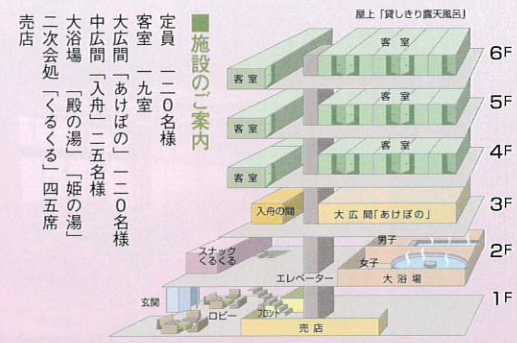 ■施設のご案内
定員　一二〇名様
客室　一九室
大広間「あけぼの」一二〇名様
中広間「入舟」二五名様
大浴場　「殿の湯」「姫の湯」
二次会処「くるくる」四五席
売店
屋上「貸しきり露天風呂」
6F
客室
客室
5F
客室
客室
4F
客室
客室
3F
入舟の間
大広間「あけぼの」
2F
スナック
くるくる
男子
女子
大浴場
エレベーター
1F
玄関
ロビー
フロント
売店